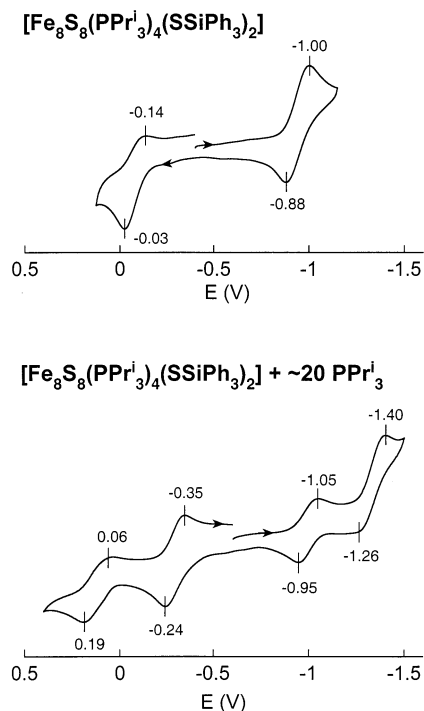 [Fe8S8(PPrⁱ3)4(SSiPh3)2]
-1.00
-0.14
-0.88
-0.03
0.5 0 -0.5 -1 -1.5
E (V)
[Fe8S8(PPrⁱ3)4(SSiPh3)2] + ~20 PPrⁱ3
-1.40
-1.05
-0.35
0.06
-1.26
-0.95
-0.24
0.19
0.5 0 -0.5 -1 -1.5
E (V)